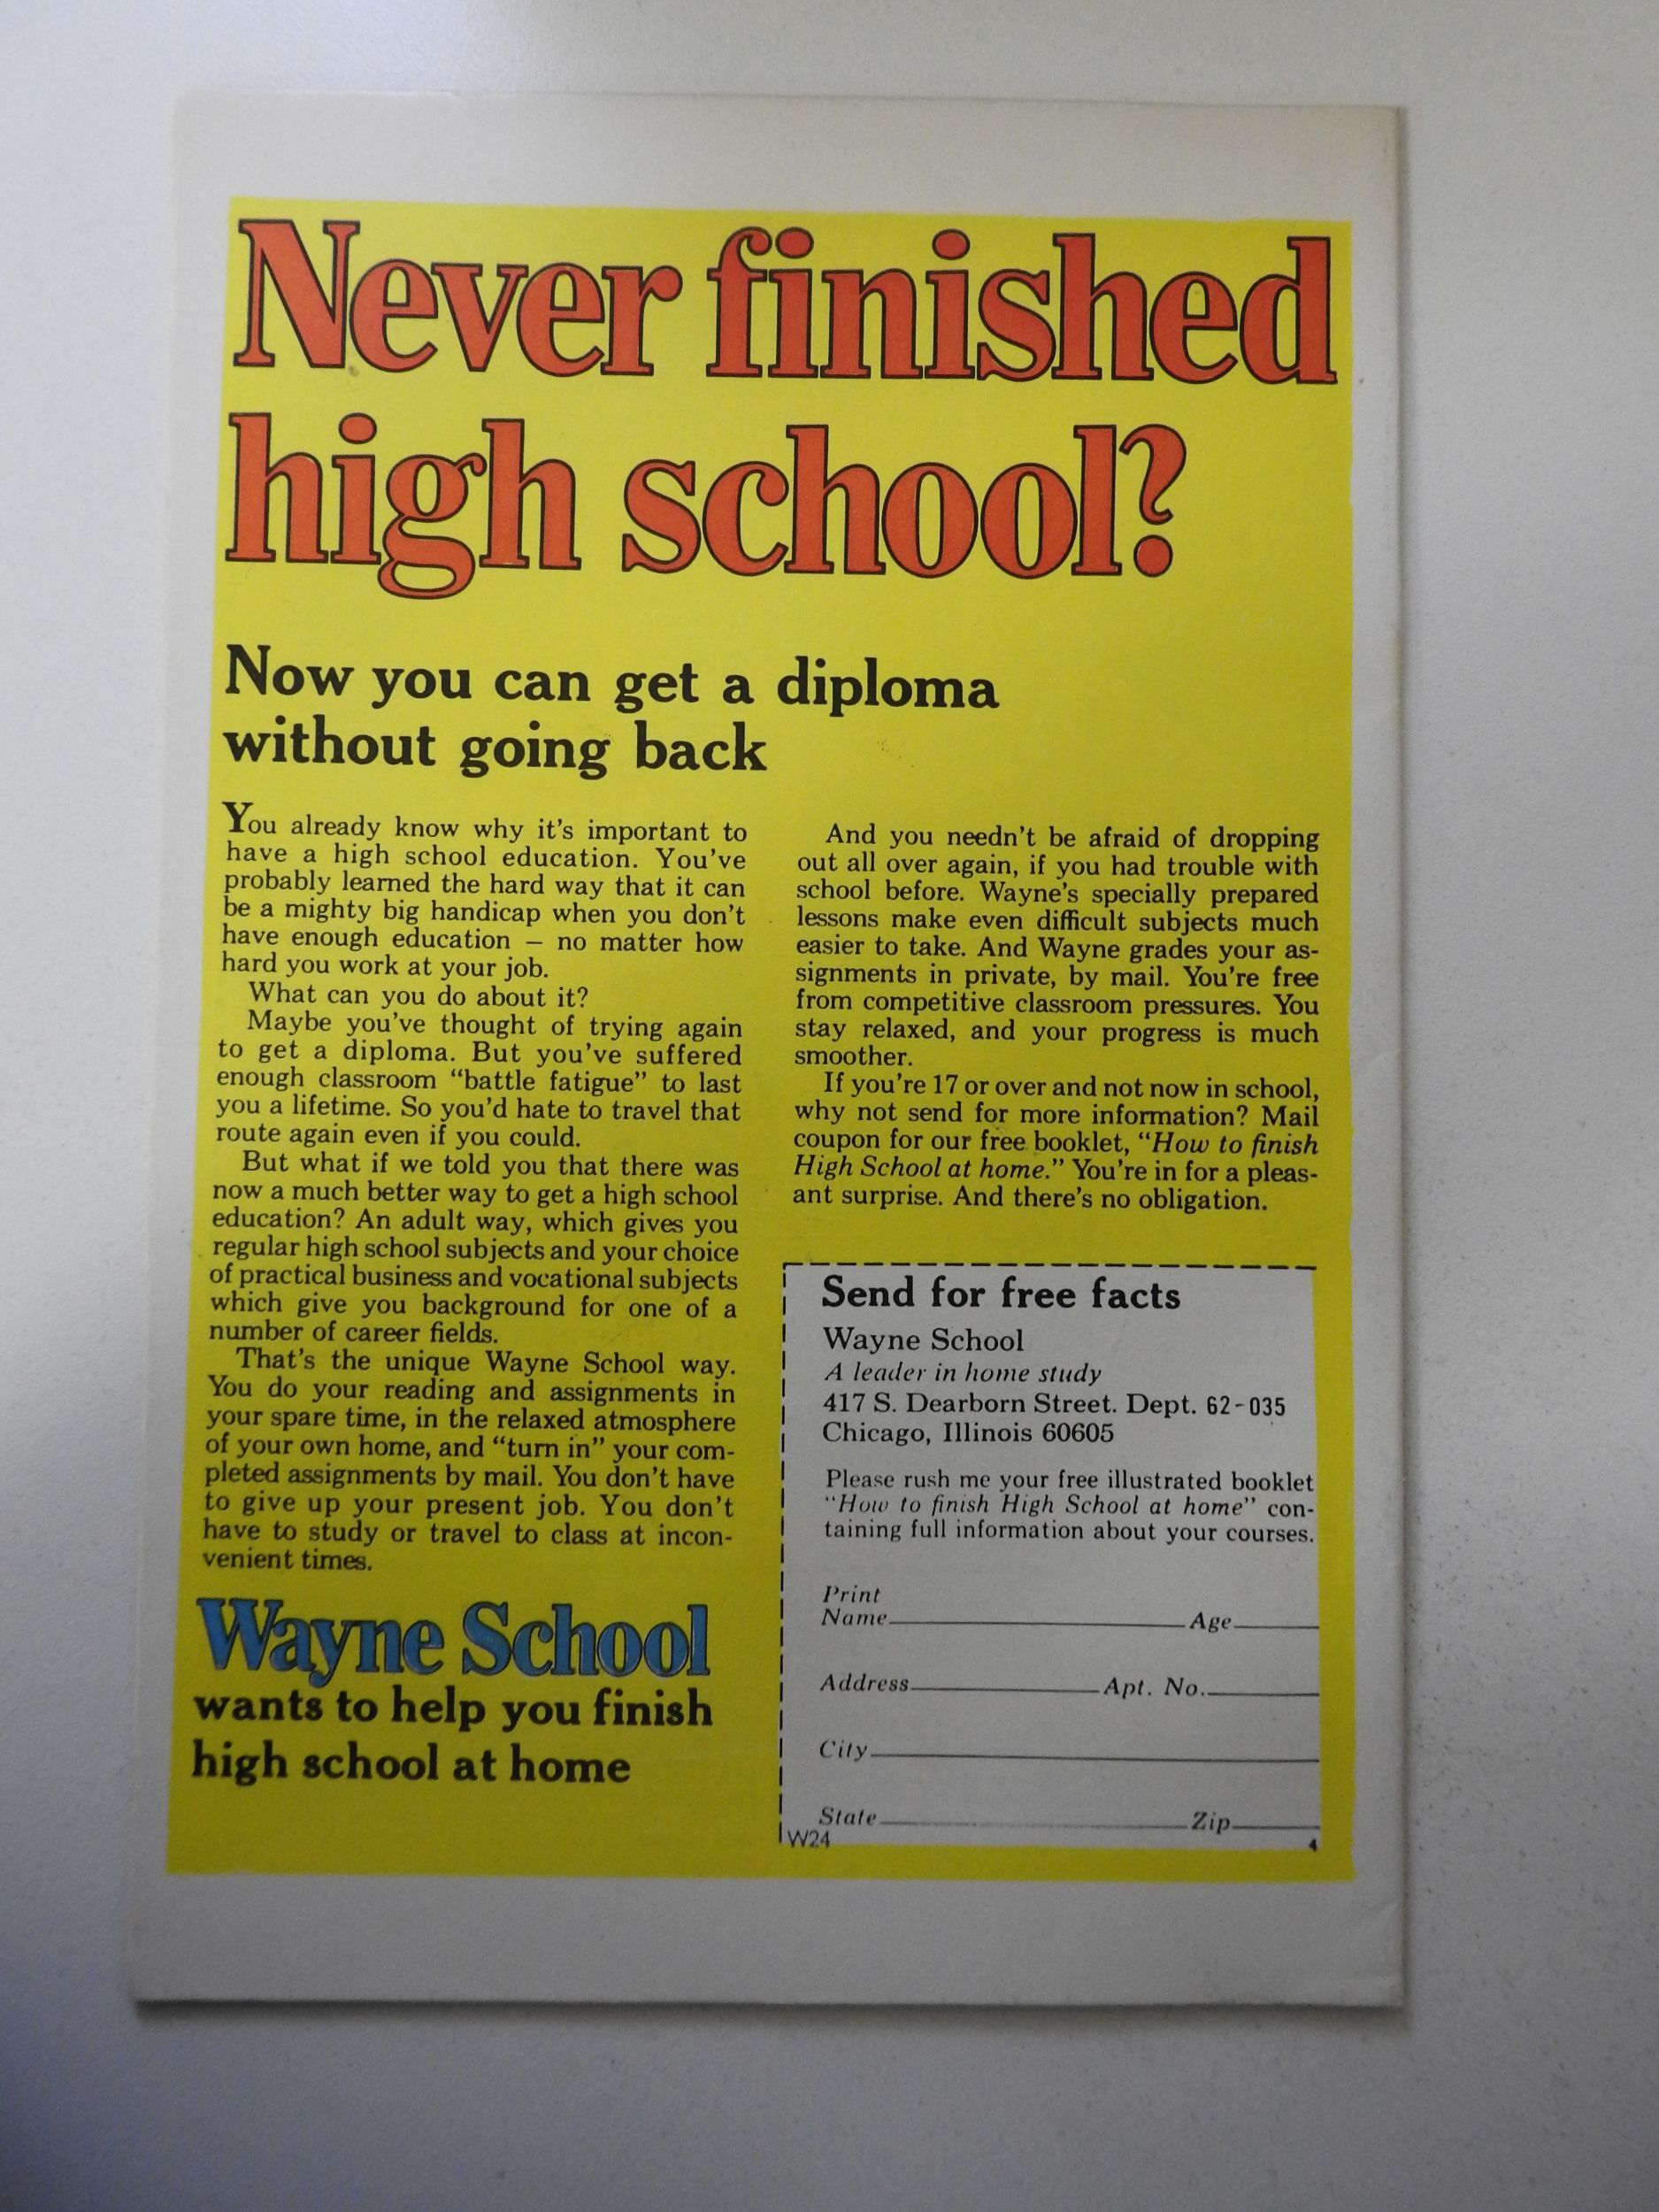 Never finished
high school?
Now you can get a diploma
without going back
You already know why it's important to
have a high school education. You've
probably learned the hard way that it can
be a mighty big handicap when you don't
have enough education – no matter how
hard you work at your job.
What can you do about it?
Maybe you've thought of trying again
to get a diploma. But you've suffered
enough classroom "battle fatigue" to last
you a lifetime. So you'd hate to travel that
route again even if you could.
But what if we told you that there was
now a much better way to get a high school
education? An adult way, which gives you
regular high school subjects and your choice
of practical business and vocational subjects
which give you background for one of a
number of career fields.
That's the unique Wayne School way.
You do your reading and assignments in
your spare time, in the relaxed atmosphere
of your own home, and "turn in" your com-
pleted assignments by mail. You don't have
to give up your present job. You don't
have to study or travel to class at incon-
venient times.
Wayne School
wants to help you finish
high school at home
And you needn't be afraid of dropping
out all over again, if you had trouble with
school before. Wayne's specially prepared
lessons make even difficult subjects much
easier to take. And Wayne grades your as-
signments in private, by mail. You're free
from competitive classroom pressures. You
stay relaxed, and your progress is much
smoother.
If you're 17 or over and not now in school,
why not send for more information? Mail
coupon for our free booklet, "How to finish
High School at home." You're in for a pleas-
ant surprise. And there's no obligation.
Send for free facts
Wayne School
A leader in home study
417 S. Dearborn Street. Dept. 62-035
Chicago, Illinois 60605
Please rush me your free illustrated booklet
"How to finish High School at home" con-
taining full information about your courses.
Print
Name Age
Address Apt. No.
City
State Zip
W24 4